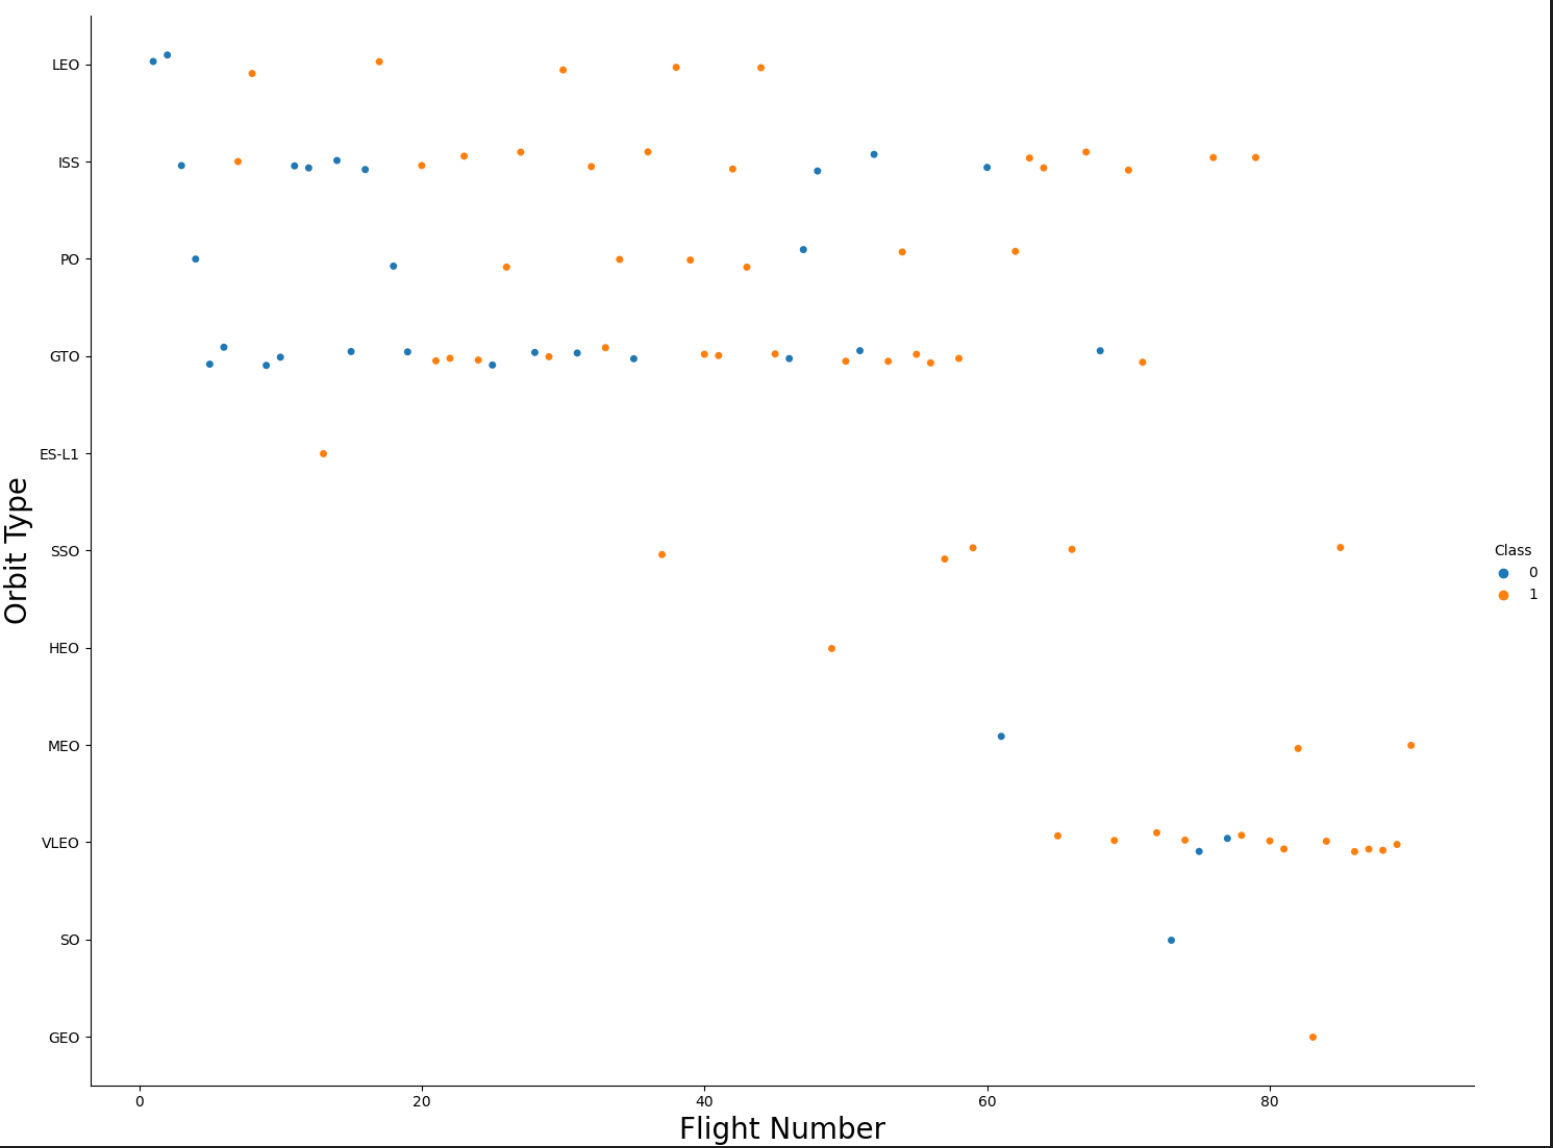 LEO
ISS
PO
GTO
ES-L1
SSO
HEO
MEO
VLEO
SO
GEO
Orbit Type
0 20 40 60 80
Flight Number
Class
0
1